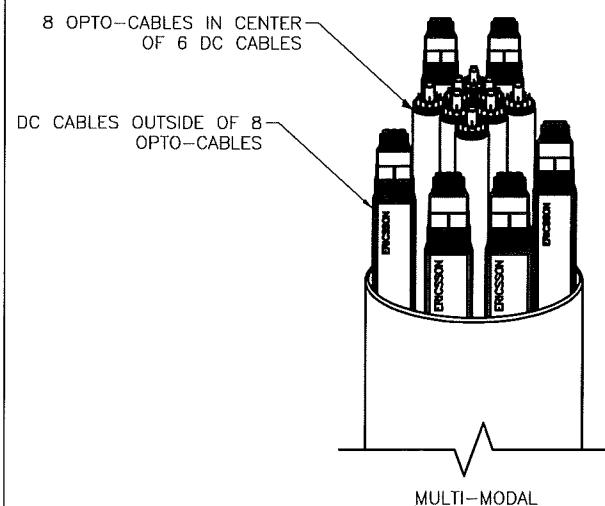 8 OPTO-CABLES IN CENTER
OF 6 DC CABLES
DC CABLES OUTSIDE OF 8
OPTO-CABLES
ERICSSON
ERICSSON
ERICSSON
ERICSSON
MULTI-MODAL